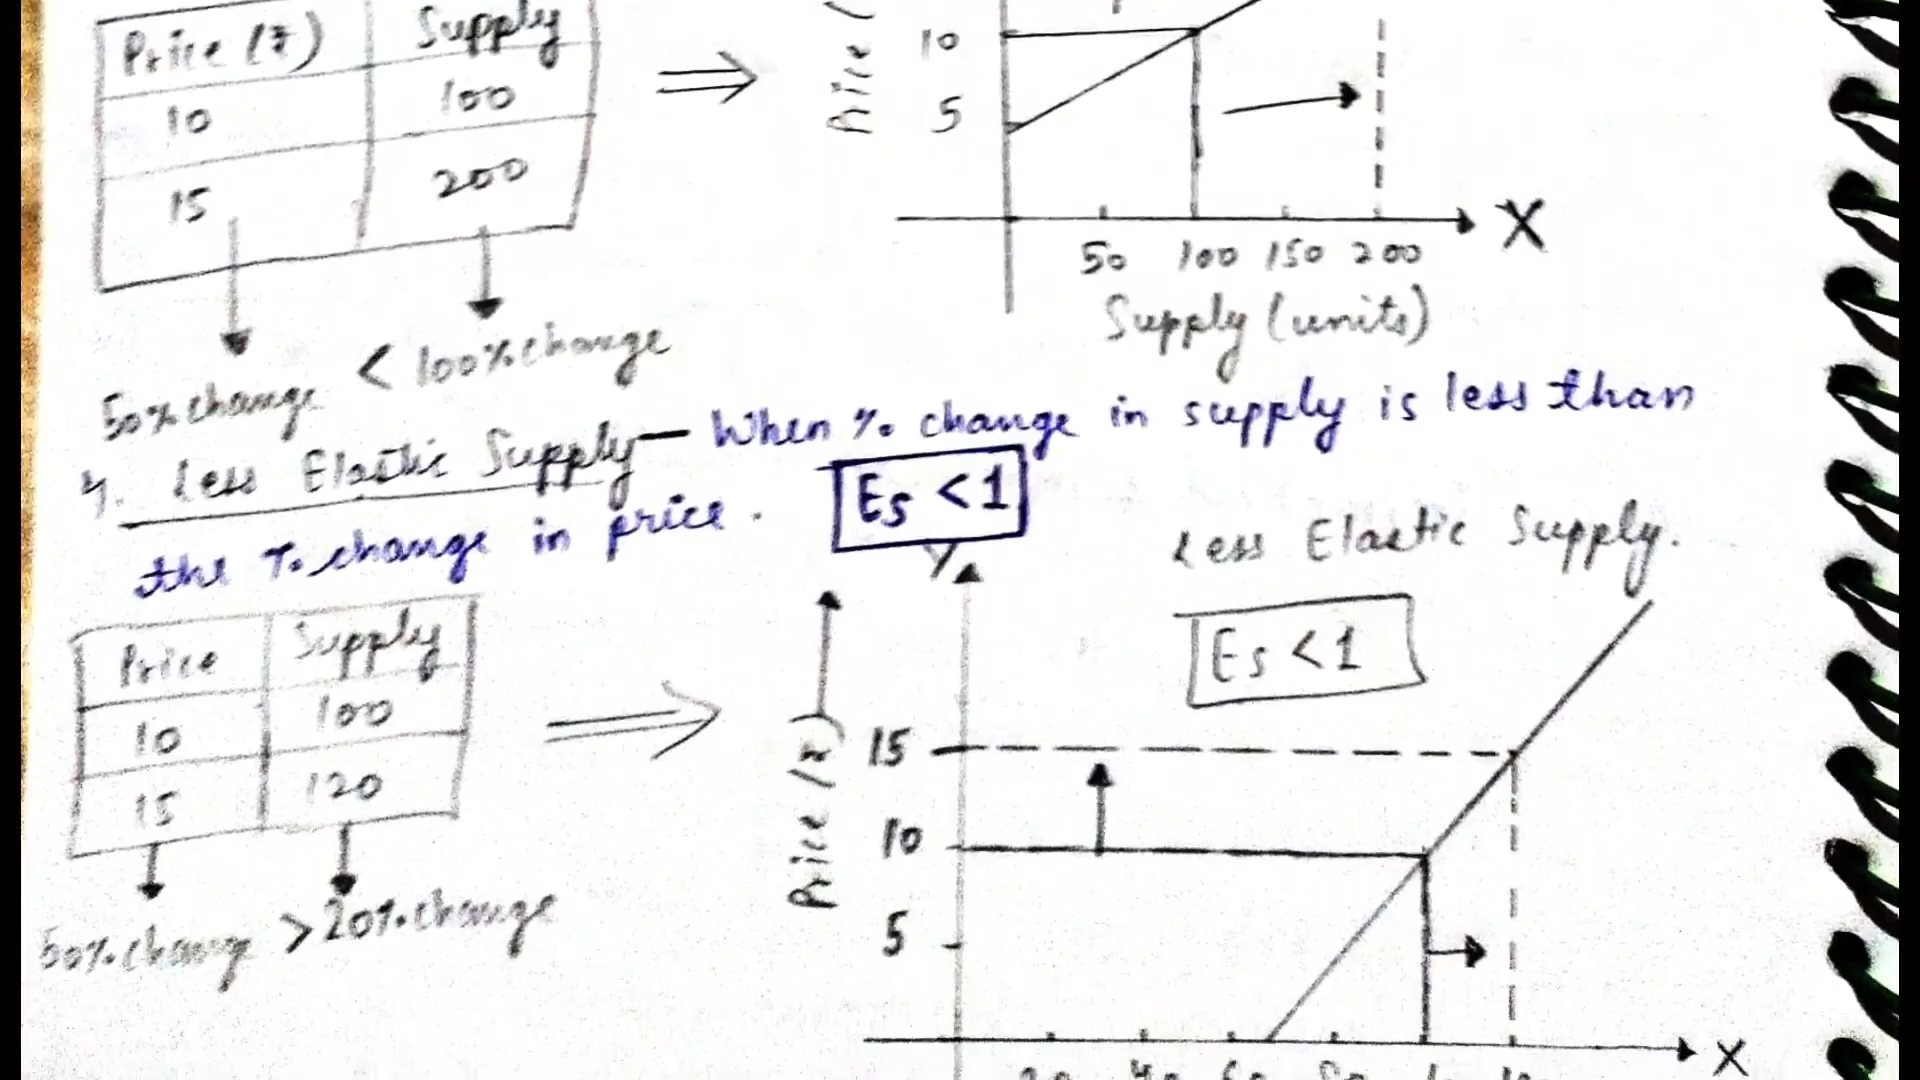 Price (₹) Supply
10 100
15 200
50% change < 100% change
Price (
10
5
50 100 150 200
X
Supply (units)
4. Less Elastic Supply — When % change in supply is less than
the % change in price. Es <1
Price Supply
10 100
15 120
50% change > 20% change
Less Elastic Supply.
Es <1
Y
Price (₹)
15
10
5
X